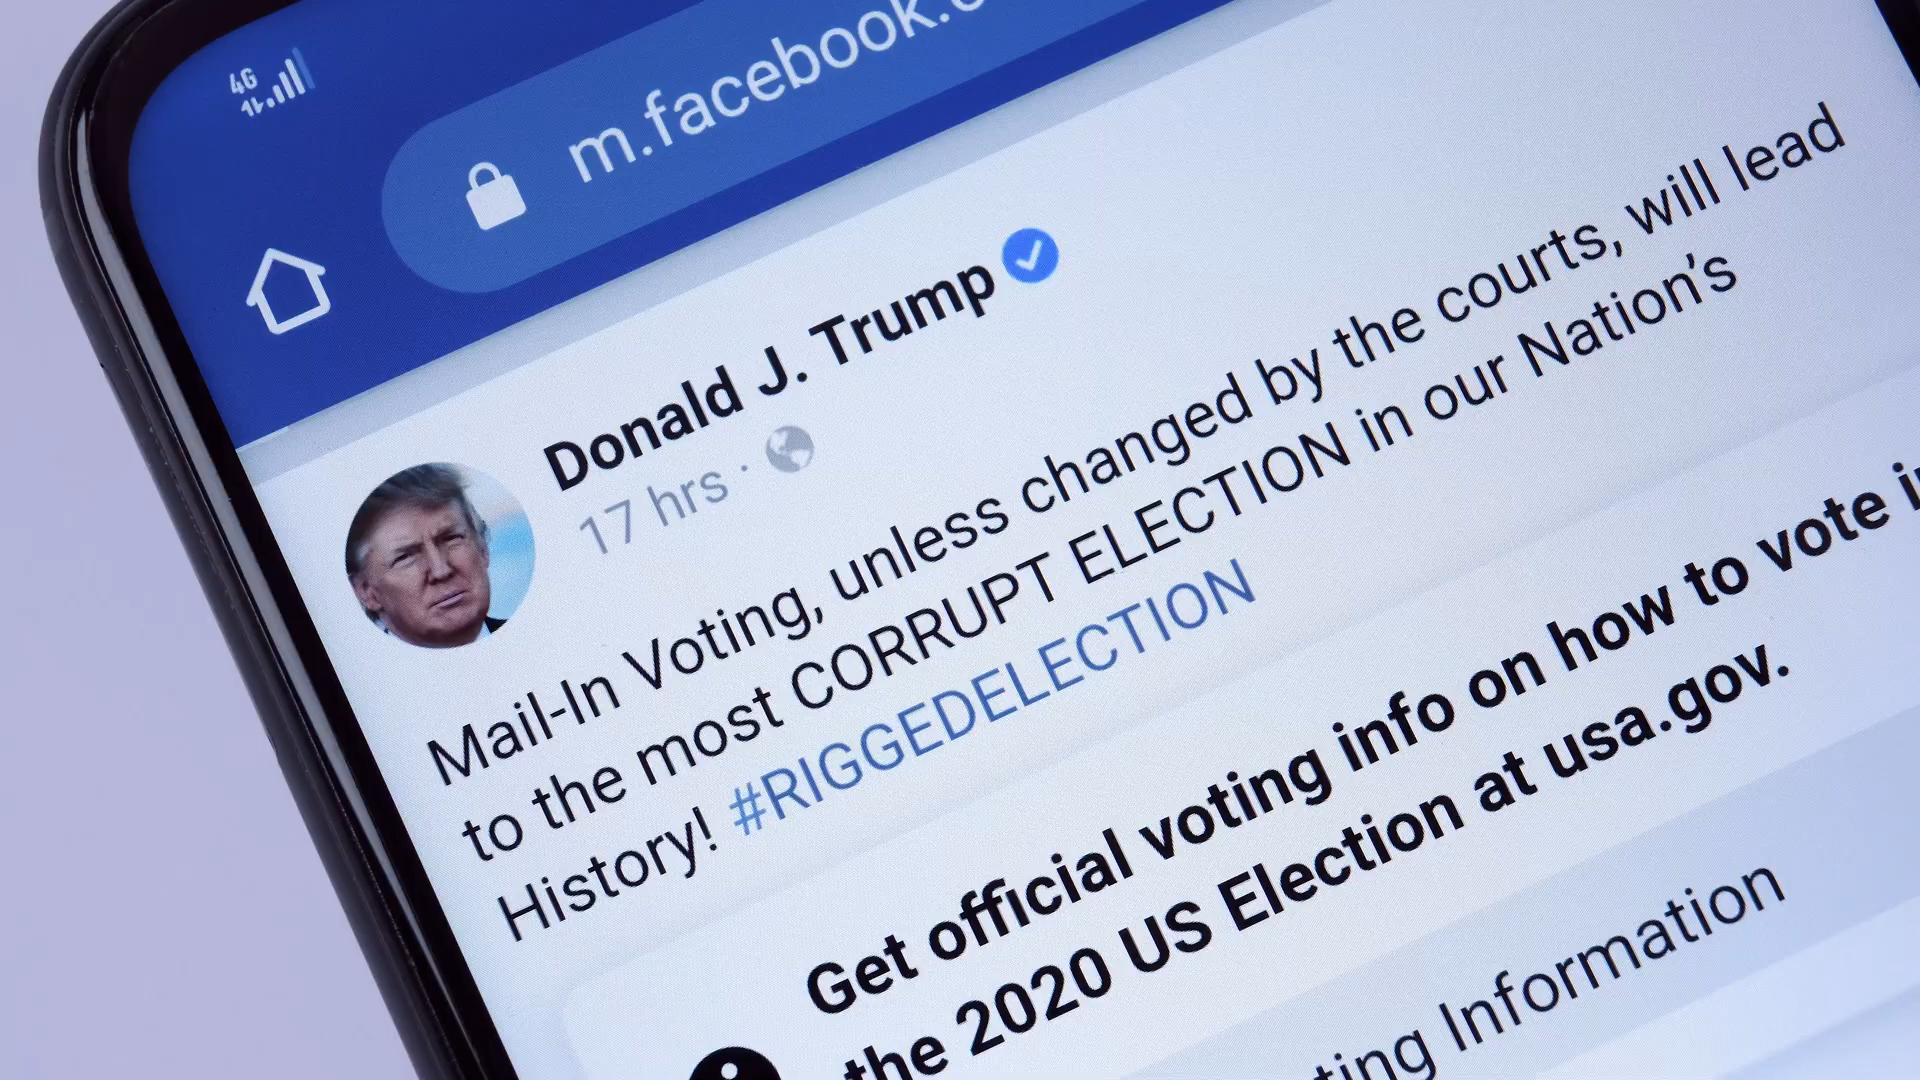 4G
m.facebook.c
Donald J. Trump
17 hrs ·
Mail-In Voting, unless changed by the courts, will lead
to the most CORRUPT ELECTION in our Nation's
History! #RIGGEDELECTION
Get official voting info on how to vote i
the 2020 US Election at usa.gov.
ting Information